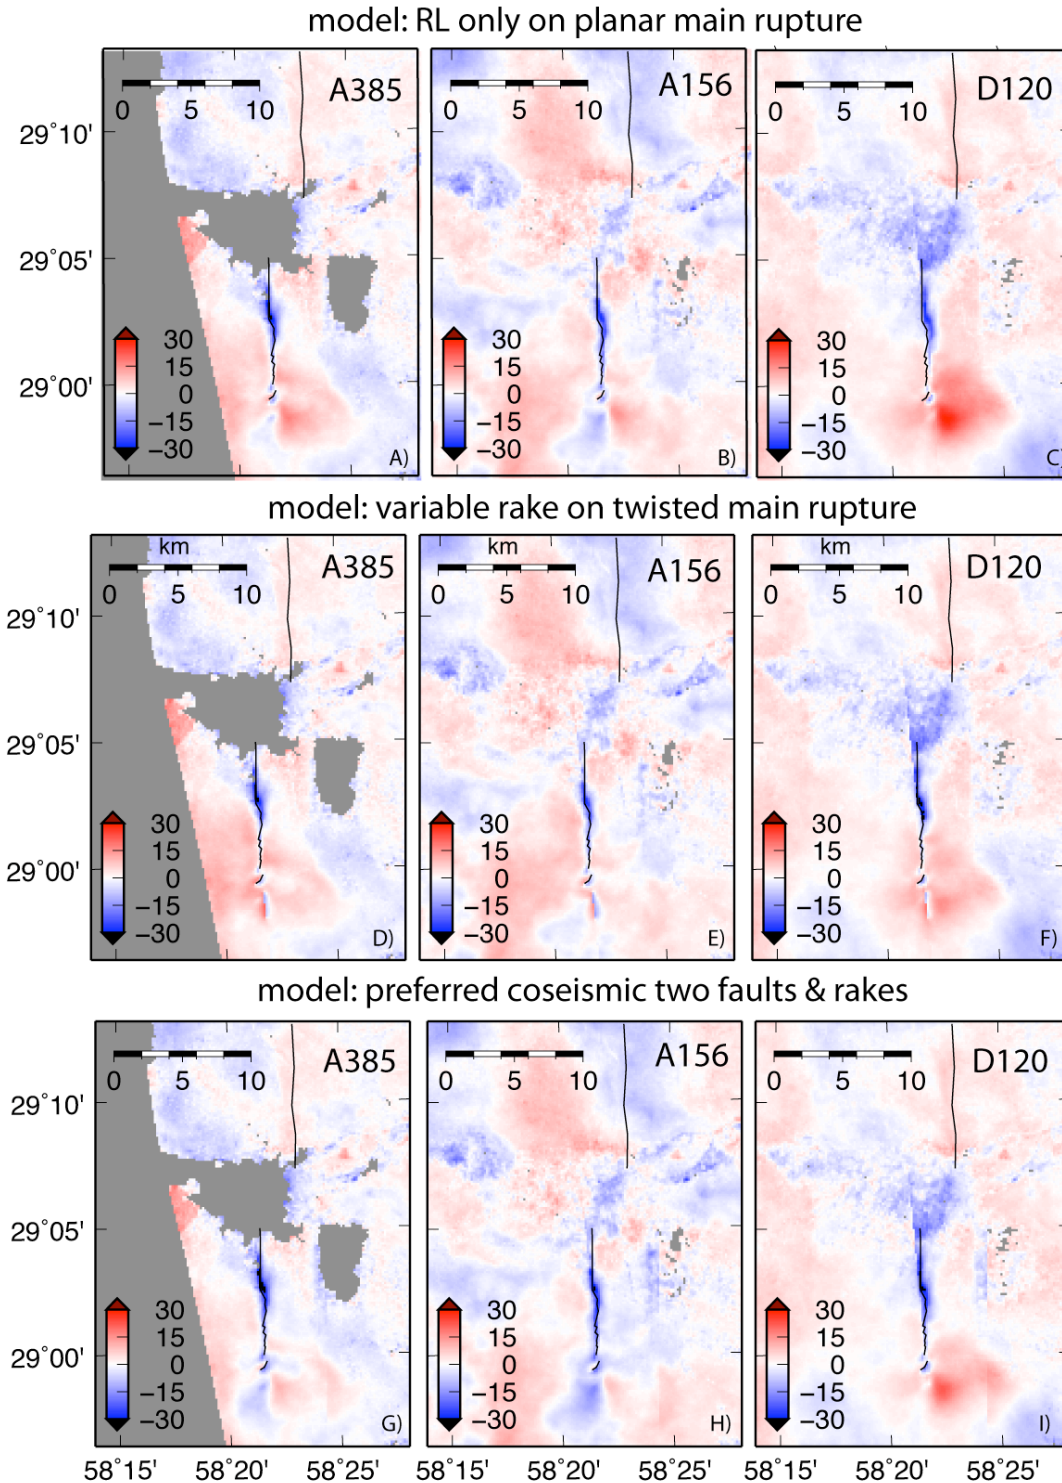 model: RL only on planar main rupture
A385 A156 D120
0 5 10 0 5 10 0 5 10
29°10'
29°05'
29°00'
30 30 30
15 15 15
0 0 0
−15 −15 −15
−30 −30 −30
A) B) C)
model: variable rake on twisted main rupture
km km km
A385 A156 D120
0 5 10 0 5 10 0 5 10
29°10'
29°05'
29°00'
30 30 30
15 15 15
0 0 0
−15 −15 −15
−30 −30 −30
D) E) F)
model: preferred coseismic two faults & rakes
A385 A156 D120
0 5 10 0 5 10 0 5 10
29°10'
29°05'
29°00'
30 30 30
15 15 15
0 0 0
−15 −15 −15
−30 −30 −30
G) H) I)
58°15' 58°20' 58°25' 58°15' 58°20' 58°25' 58°15' 58°20' 58°25'